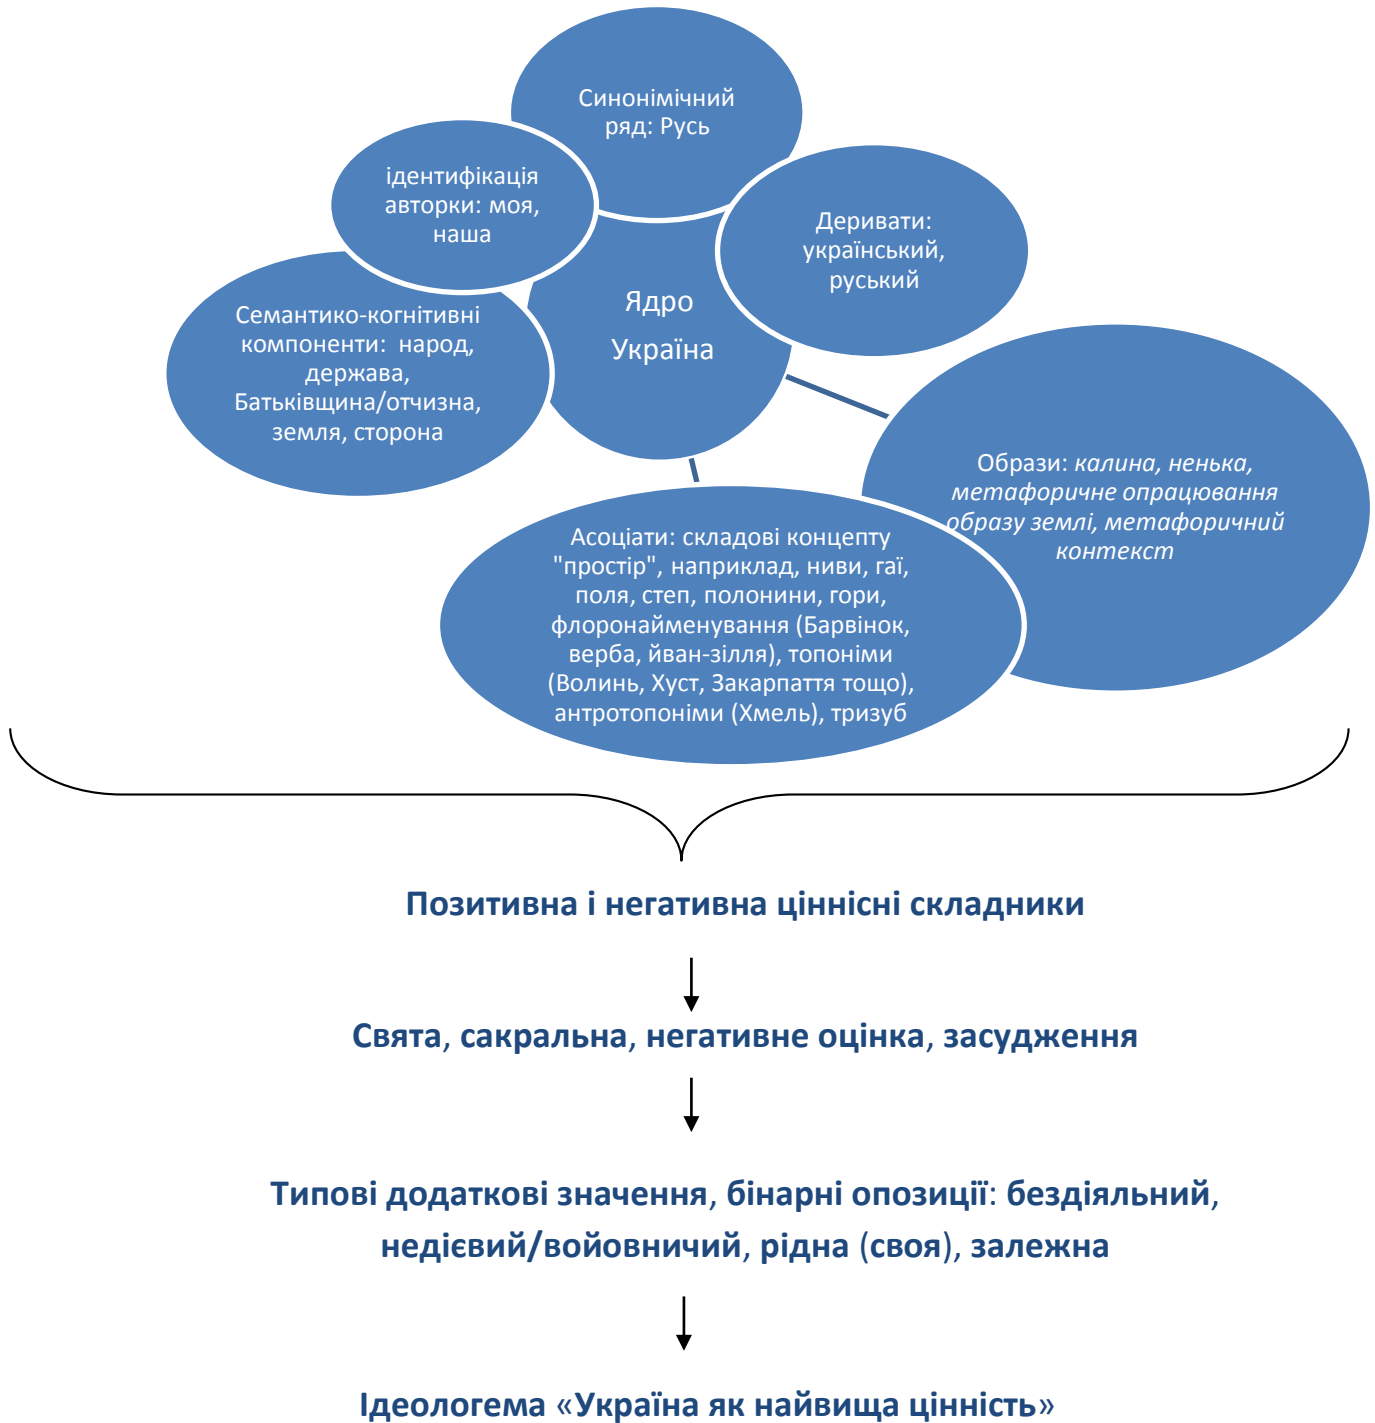 Синонімічний
ряд: Русь
ідентифікація
авторки: моя,
наша
Деривати:
український,
руський
Семантико-когнітивні
компоненти: народ,
держава,
Батьківщина/отчизна,
земля, сторона
Ядро
Україна
Образи: калина, ненька,
метафоричне опрацювання
образу землі, метафоричний
контекст
Асоціати: складові концепту
"простір", наприклад, ниви, гаї,
поля, степ, полонини, гори,
флоронайменування (Барвінок,
верба, йван-зілля), топоніми
(Волинь, Хуст, Закарпаття тощо),
антротопоніми (Хмель), тризуб
Позитивна і негативна ціннісні складники
Свята, сакральна, негативне оцінка, засудження
Типові додаткові значення, бінарні опозиції: бездіяльний,
недієвий/войовничий, рідна (своя), залежна
Ідеологема «Україна як найвища цінність»